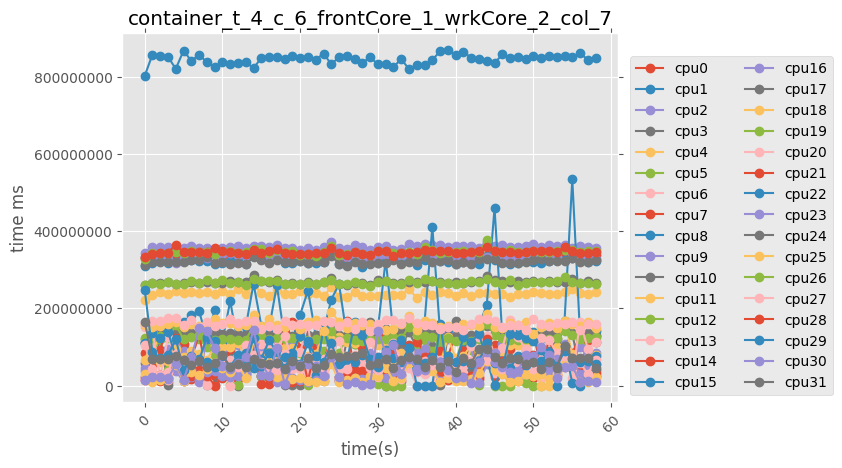 container_t_4_c_6_frontCore_1_wrkCore_2_col_7
time ms
800000000
600000000
400000000
200000000
0
0
10
20
30
40
50
60
time(s)
cpu0
cpu1
cpu2
cpu3
cpu4
cpu5
cpu6
cpu7
cpu8
cpu9
cpu10
cpu11
cpu12
cpu13
cpu14
cpu15
cpu16
cpu17
cpu18
cpu19
cpu20
cpu21
cpu22
cpu23
cpu24
cpu25
cpu26
cpu27
cpu28
cpu29
cpu30
cpu31